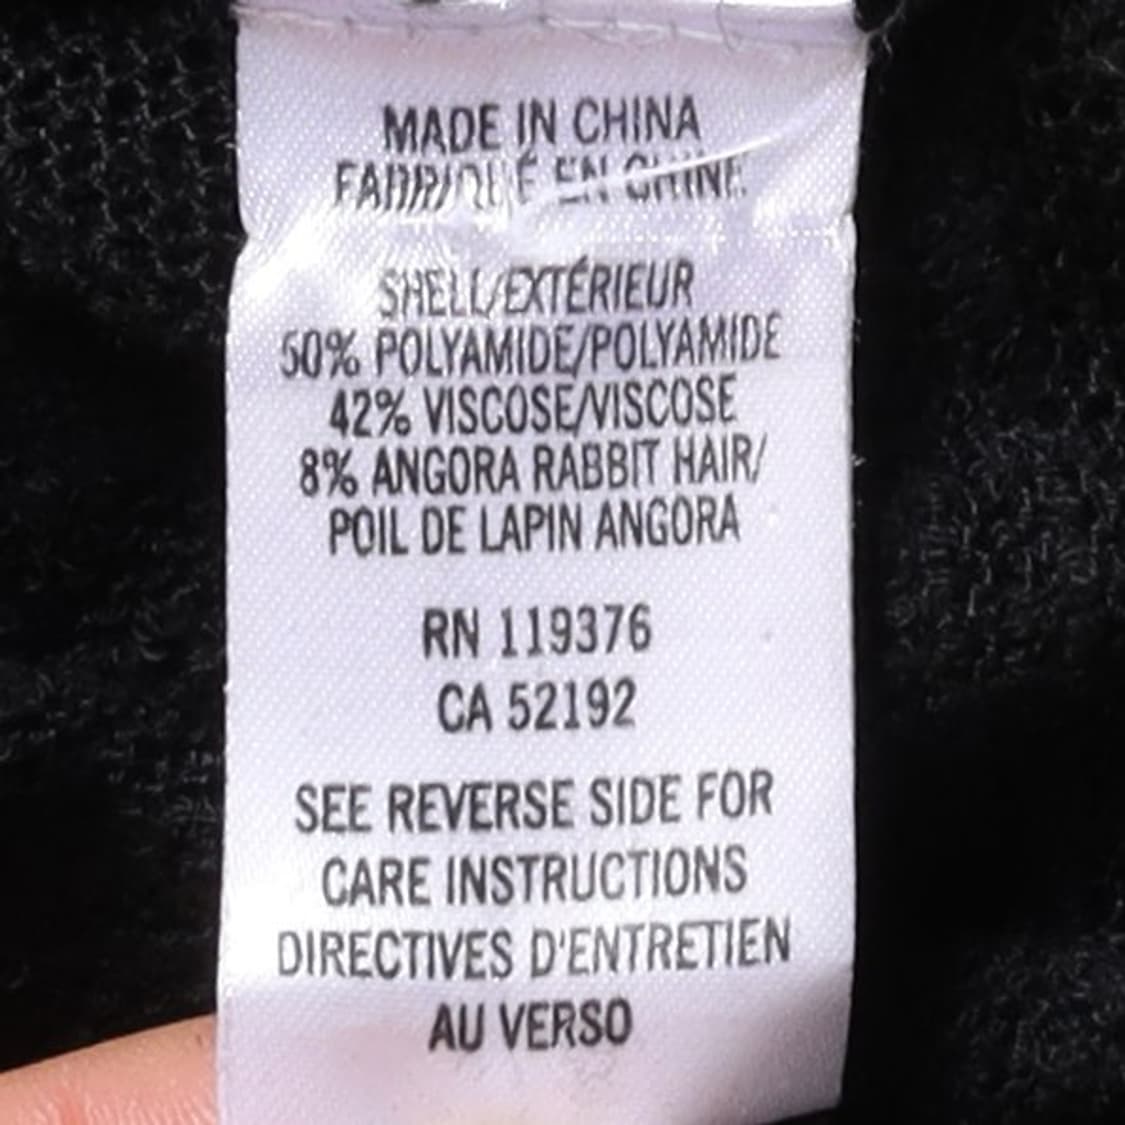 MADE IN CHINA
FABRIQUÉ EN CHINE
SHELL/EXTÉRIEUR
50% POLYAMIDE/POLYAMIDE
42% VISCOSE/VISCOSE
8% ANGORA RABBIT HAIR/
POIL DE LAPIN ANGORA
RN 119376
CA 52192
SEE REVERSE SIDE FOR
CARE INSTRUCTIONS
DIRECTIVES D'ENTRETIEN
AU VERSO